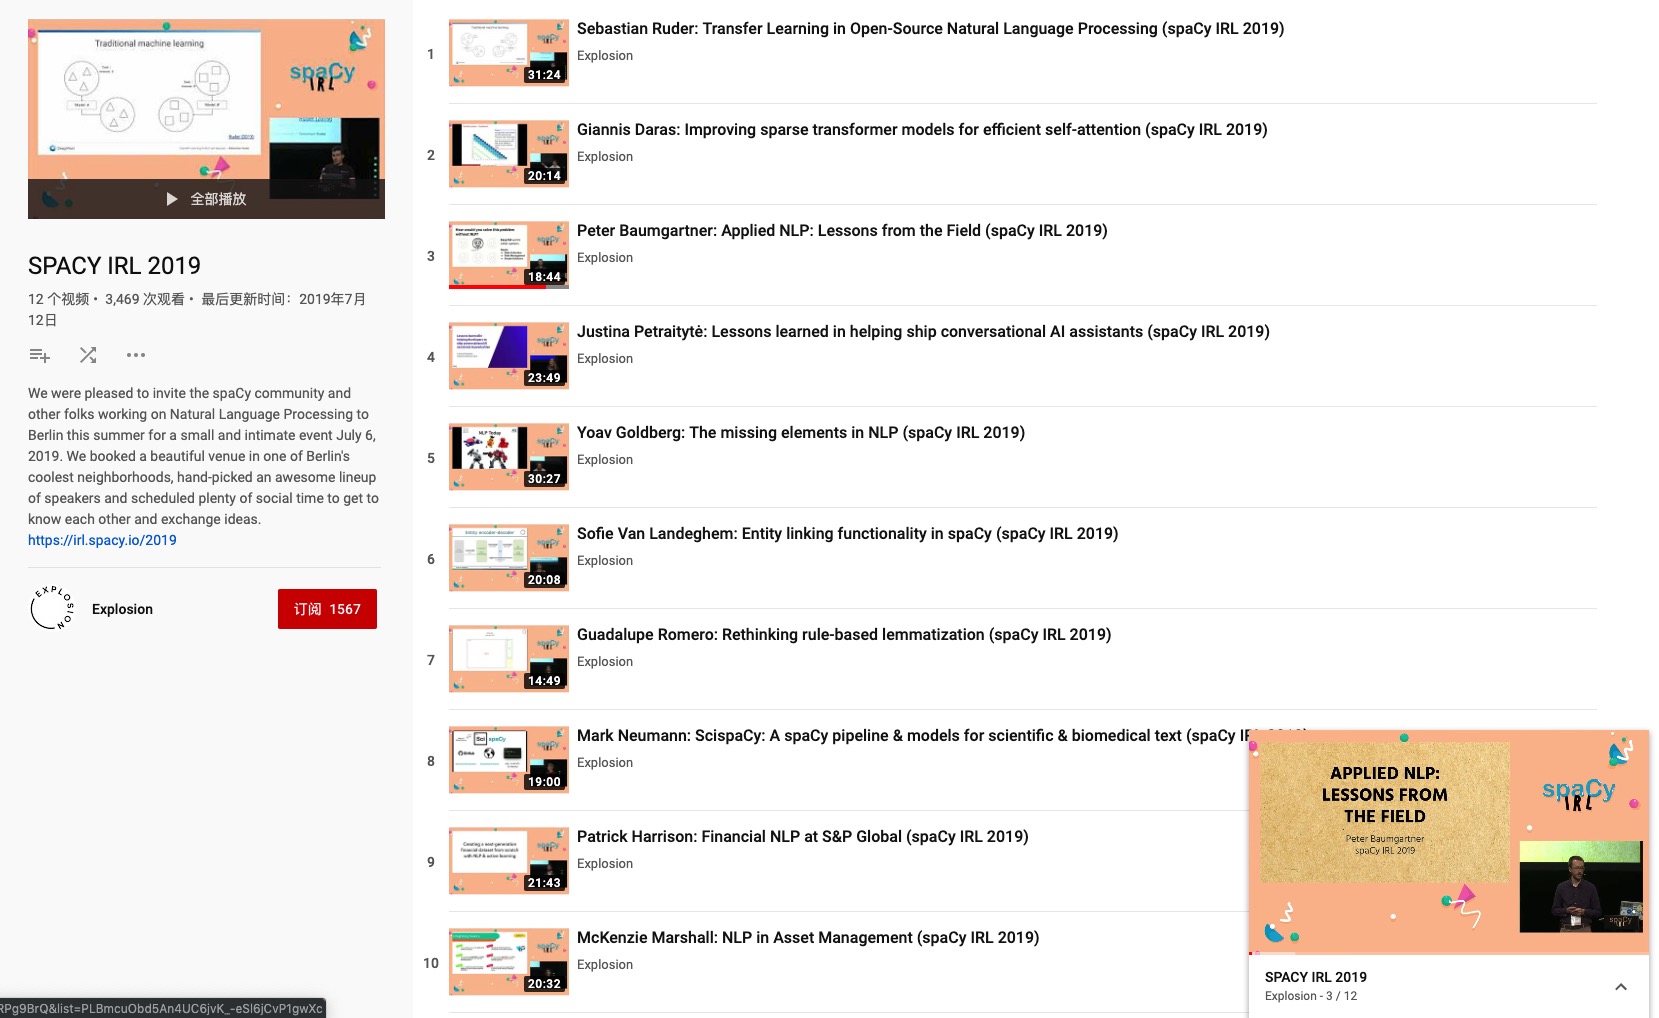 Traditional machine learning
spaCy
IRL
全部播放
SPACY IRL 2019
12 个视频• 3,469 次观看• 最后更新时间：2019年7月
12日
We were pleased to invite the spaCy community and
other folks working on Natural Language Processing to
Berlin this summer for a small and intimate event July 6,
2019. We booked a beautiful venue in one of Berlin's
coolest neighborhoods, hand-picked an awesome lineup
of speakers and scheduled plenty of social time to get to
know each other and exchange ideas.
https://irl.spacy.io/2019
EXPLOSION
Explosion
订阅 1567
1
31:24
Sebastian Ruder: Transfer Learning in Open-Source Natural Language Processing (spaCy IRL 2019)
Explosion
2
20:14
Giannis Daras: Improving sparse transformer models for efficient self-attention (spaCy IRL 2019)
Explosion
3
18:44
Peter Baumgartner: Applied NLP: Lessons from the Field (spaCy IRL 2019)
Explosion
4
23:49
Justina Petraitytė: Lessons learned in helping ship conversational AI assistants (spaCy IRL 2019)
Explosion
5
NLP Today
30:27
Yoav Goldberg: The missing elements in NLP (spaCy IRL 2019)
Explosion
6
20:08
Sofie Van Landeghem: Entity linking functionality in spaCy (spaCy IRL 2019)
Explosion
7
14:49
Guadalupe Romero: Rethinking rule-based lemmatization (spaCy IRL 2019)
Explosion
8
19:00
Mark Neumann: ScispaCy: A spaCy pipeline & models for scientific & biomedical text (spaCy
Explosion
9
21:43
Patrick Harrison: Financial NLP at S&P Global (spaCy IRL 2019)
Explosion
10
20:32
McKenzie Marshall: NLP in Asset Management (spaCy IRL 2019)
Explosion
APPLIED NLP:
LESSONS FROM
THE FIELD
Peter Baumgartner
spaCy IRL 2019
spaCy
IRL
SPACY IRL 2019
Explosion - 3 / 12
RPg9BrQ&list=PLBmcuObd5An4UC6jvK_-eSl6jCvP1gwXc